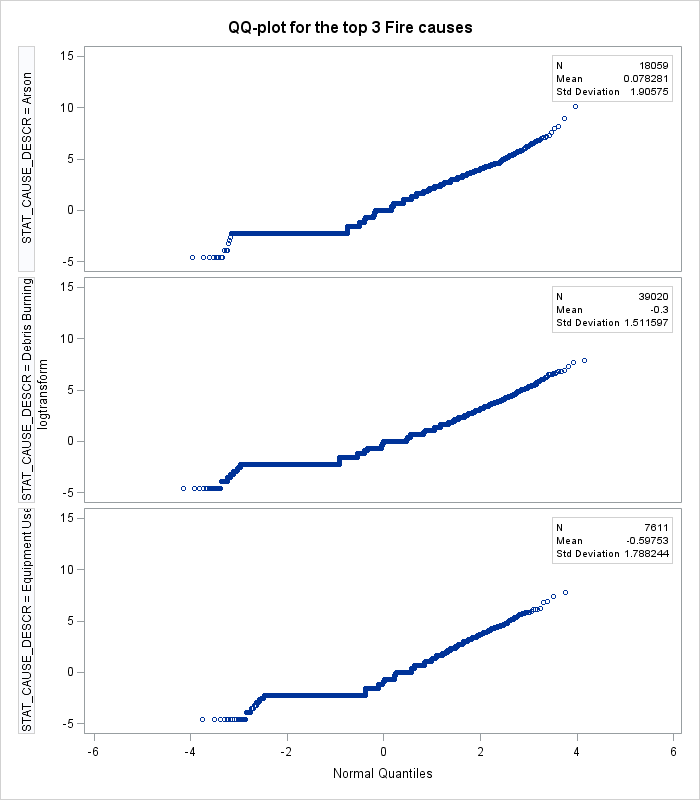 QQ-plot for the top 3 Fire causes
STAT_CAUSE_DESCR = Arson
15
10
5
0
-5
N 18059
Mean 0.078281
Std Deviation 1.90575
STAT_CAUSE_DESCR = Debris Burning
logtransform
15
10
5
0
-5
N 39020
Mean -0.3
Std Deviation 1.511597
STAT_CAUSE_DESCR = Equipment Use
15
10
5
0
-5
N 7611
Mean -0.59753
Std Deviation 1.788244
-6 -4 -2 0 2 4 6
Normal Quantiles